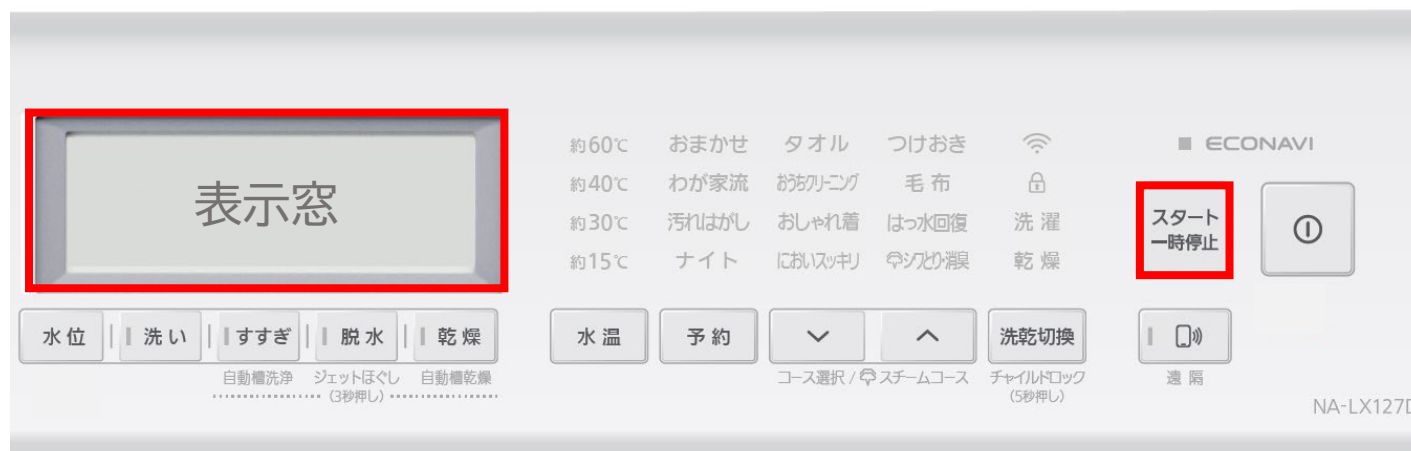 表示窓
約60℃ おまかせ タオル つけおき
約40℃ わが家流 おうちクリーニング 毛布
約30℃ 汚れはがし おしゃれ着 はっ水回復 洗濯
約15℃ ナイト においスッキリ シワとり・消臭 乾燥
ECONAVI
スタート
一時停止
水位 洗い すすぎ 脱水 乾燥
自動槽洗浄 ジェットほぐし 自動槽乾燥
(3秒押し)
水温 予約 洗乾切換
コース選択 / スチームコース チャイルドロック
(5秒押し)
遠隔
NA-LX127D